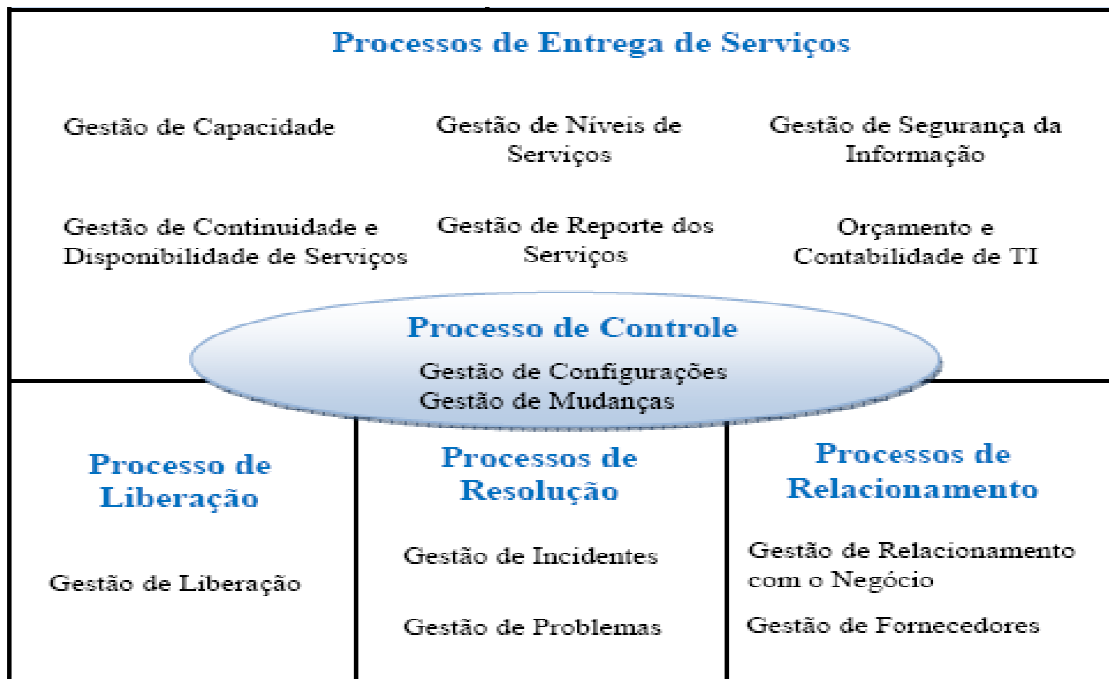 Processos de Entrega de Serviços
Gestão de Capacidade
Gestão de Níveis de
Serviços
Gestão de Segurança da
Informação
Gestão de Continuidade e
Disponibilidade de Serviços
Gestão de Reporte dos
Serviços
Orçamento e
Contabilidade de TI
Processo de Controle
Gestão de Configurações
Gestão de Mudanças
Processo de
Liberação
Gestão de Liberação
Processos de
Resolução
Gestão de Incidentes
Gestão de Problemas
Processos de
Relacionamento
Gestão de Relacionamento
com o Negócio
Gestão de Fornecedores